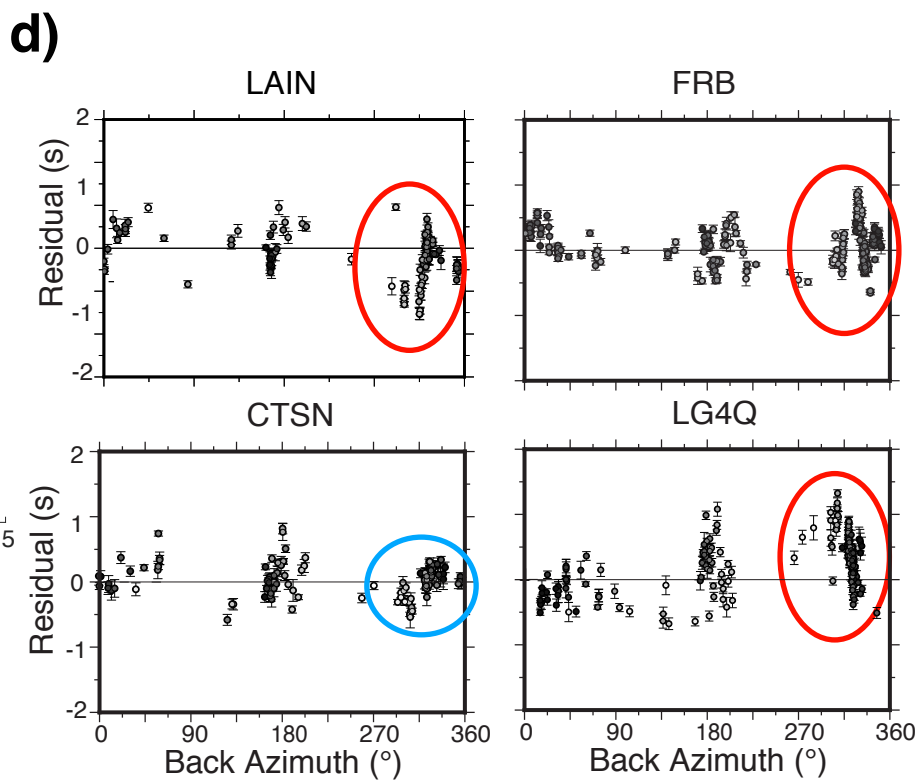 d)
LAIN FRB
2
1
0
-1
-2
Residual (s)
CTSN LG4Q
2
1
0
-1
-2
Residual (s)
5
0 90 180 270 360 0 90 180 270 360
Back Azimuth (°) Back Azimuth (°)